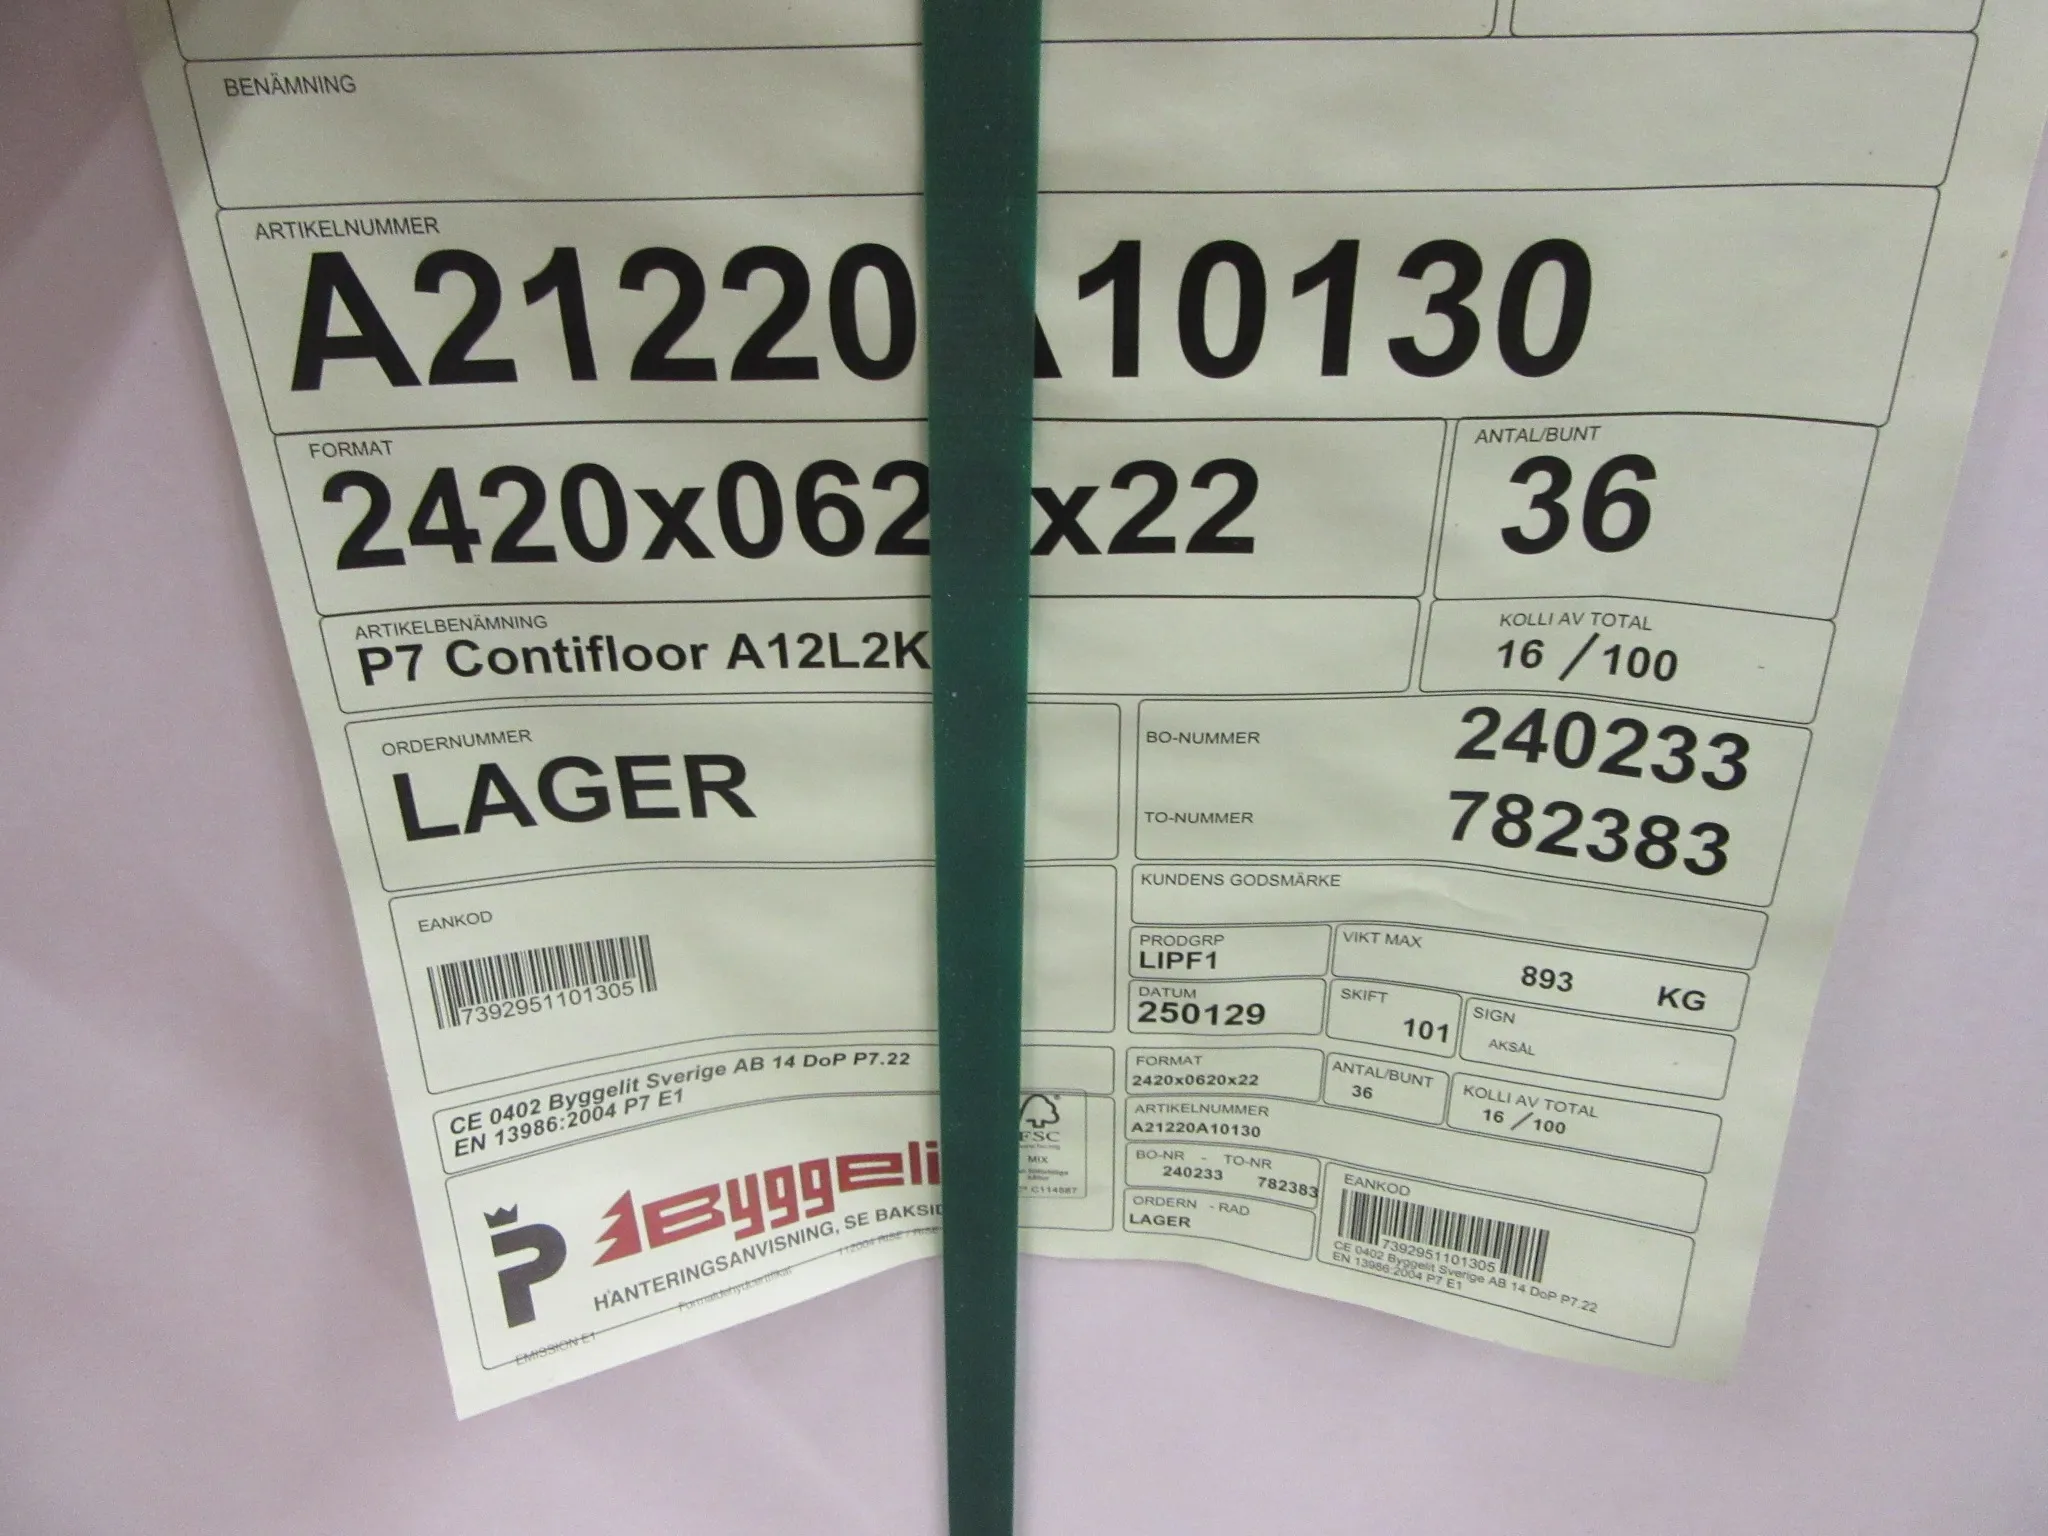 BENÄMNING
ARTIKELNUMMER
A21220A10130
FORMAT
2420x0620x22
ANTAL/BUNT
36
ARTIKELBENÄMNING
P7 Contifloor A12L2K
KOLLI AV TOTAL
16 /100
ORDERNUMMER
LAGER
BO-NUMMER 240233
TO-NUMMER 782383
KUNDENS GODSMÄRKE
EANKOD
7392951101305
PRODGRP
LIPF1
VIKT MAX
893 KG
DATUM
250129
SKIFT
101
SIGN
AKSÅL
CE 0402 Byggelit Sverige AB 14 DoP P7.22
EN 13986:2004 P7 E1
FORMAT
2420x0620x22
ANTAL/BUNT
36
KOLLI AV TOTAL
16 /100
ARTIKELNUMMER
A21220A10130
BO-NR - TO-NR
240233 782383
ORDERN - RAD
LAGER
EANKOD
7392951101305
CE 0402 Byggelit Sverige AB 14 DoP P7.22
EN 13986:2004 P7 E1
P
Byggeli
HANTERINGSANVISNING, SE BAKSID
Formaldehydcertifikat
EMISSION E1
FSC
MIX
C114587